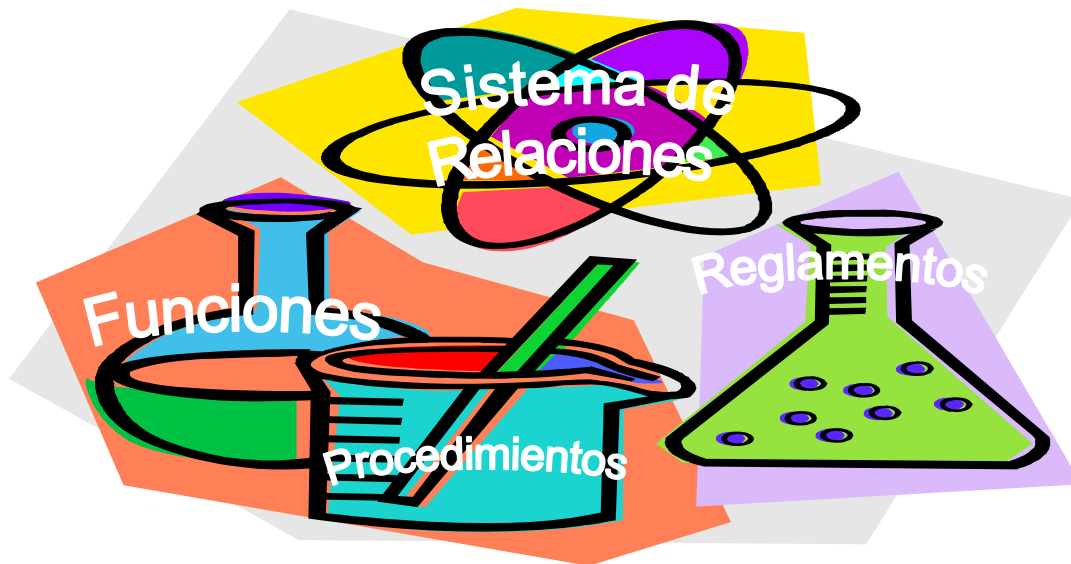 Sistema de
Relaciones
Reglamentos
Funciones
Procedimientos